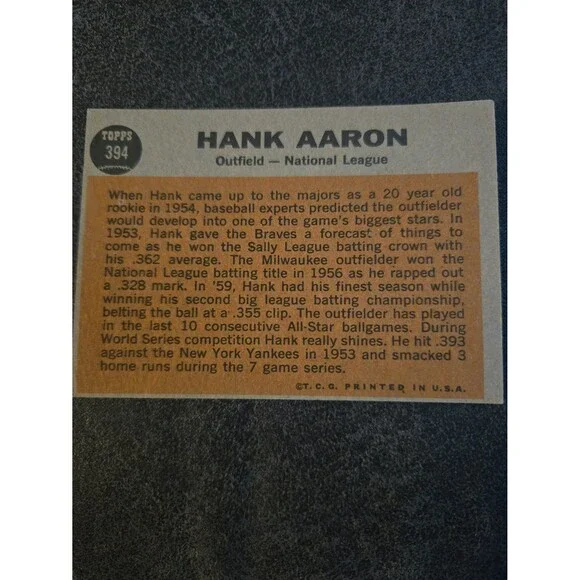 TOPPS
394
HANK AARON
Outfield — National League
When Hank came up to the majors as a 20 year old
rookie in 1954, baseball experts predicted the outfielder
would develop into one of the game's biggest stars. In
1953, Hank gave the Braves a forecast of things to
come as he won the Sally League batting crown with
his .362 average. The Milwaukee outfielder won the
National League batting title in 1956 as he rapped out
a .328 mark. In '59, Hank had his finest season while
winning his second big league batting championship,
belting the ball at a .355 clip. The outfielder has played
in the last 10 consecutive All-Star ballgames. During
World Series competition Hank really shines. He hit .393
against the New York Yankees in 1953 and smacked 3
home runs during the 7 game series.
©T.C.G. PRINTED IN U.S.A.